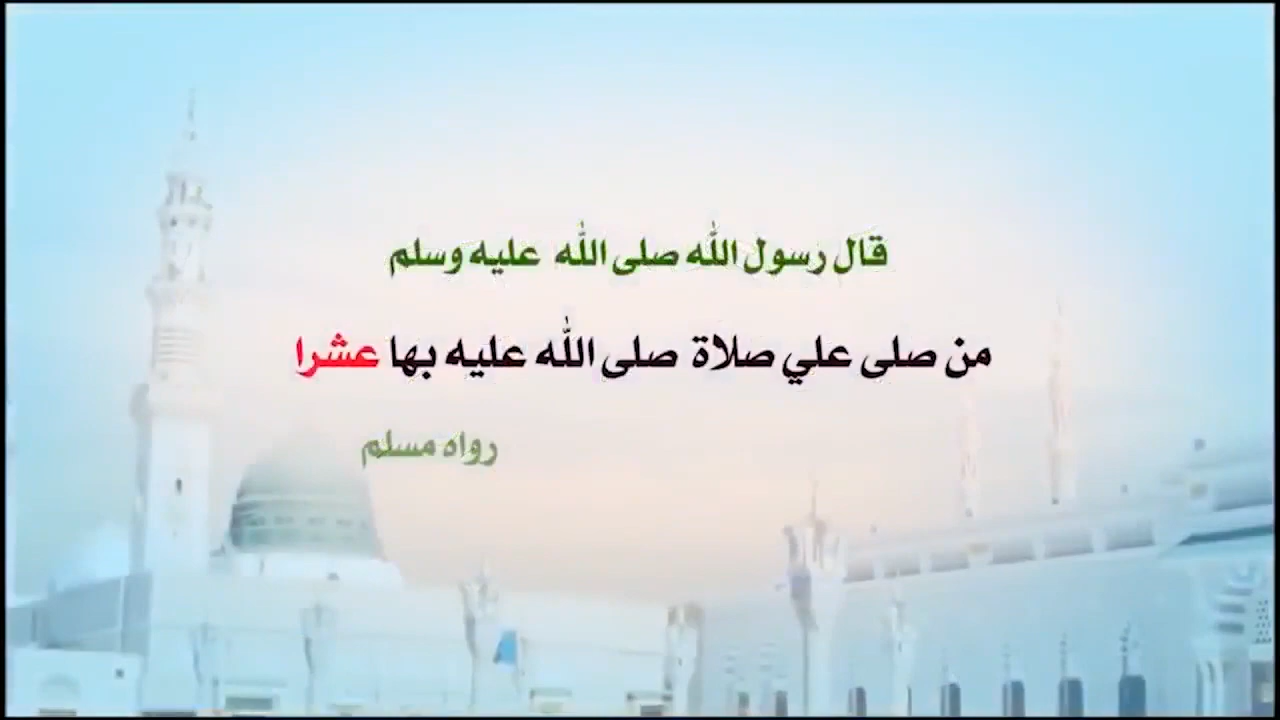 قال رسول الله صلى الله عليه وسلم
من صلى علي صلاة صلى الله عليه بها عشرا
رواه مسلم